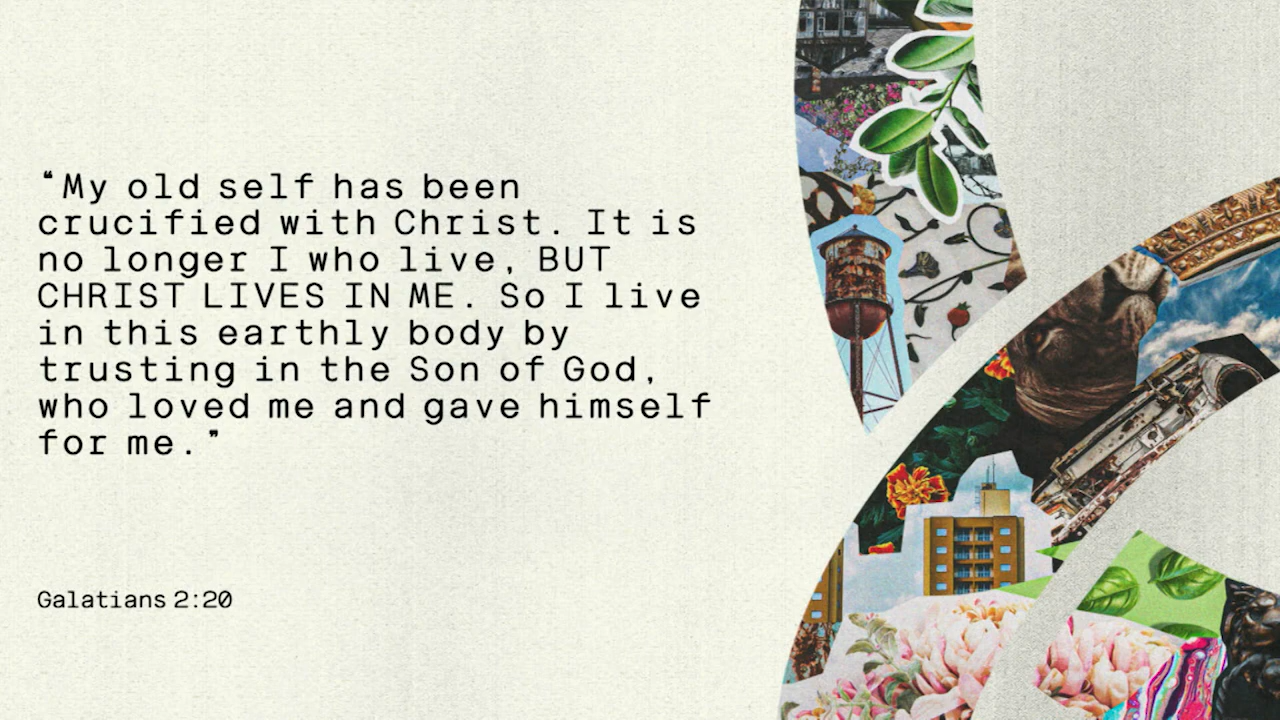 ❝My old self has been
crucified with Christ. It is
no longer I who live, BUT
CHRIST LIVES IN ME. So I live
in this earthly body by
trusting in the Son of God,
who loved me and gave himself
for me.❞
Galatians 2:20